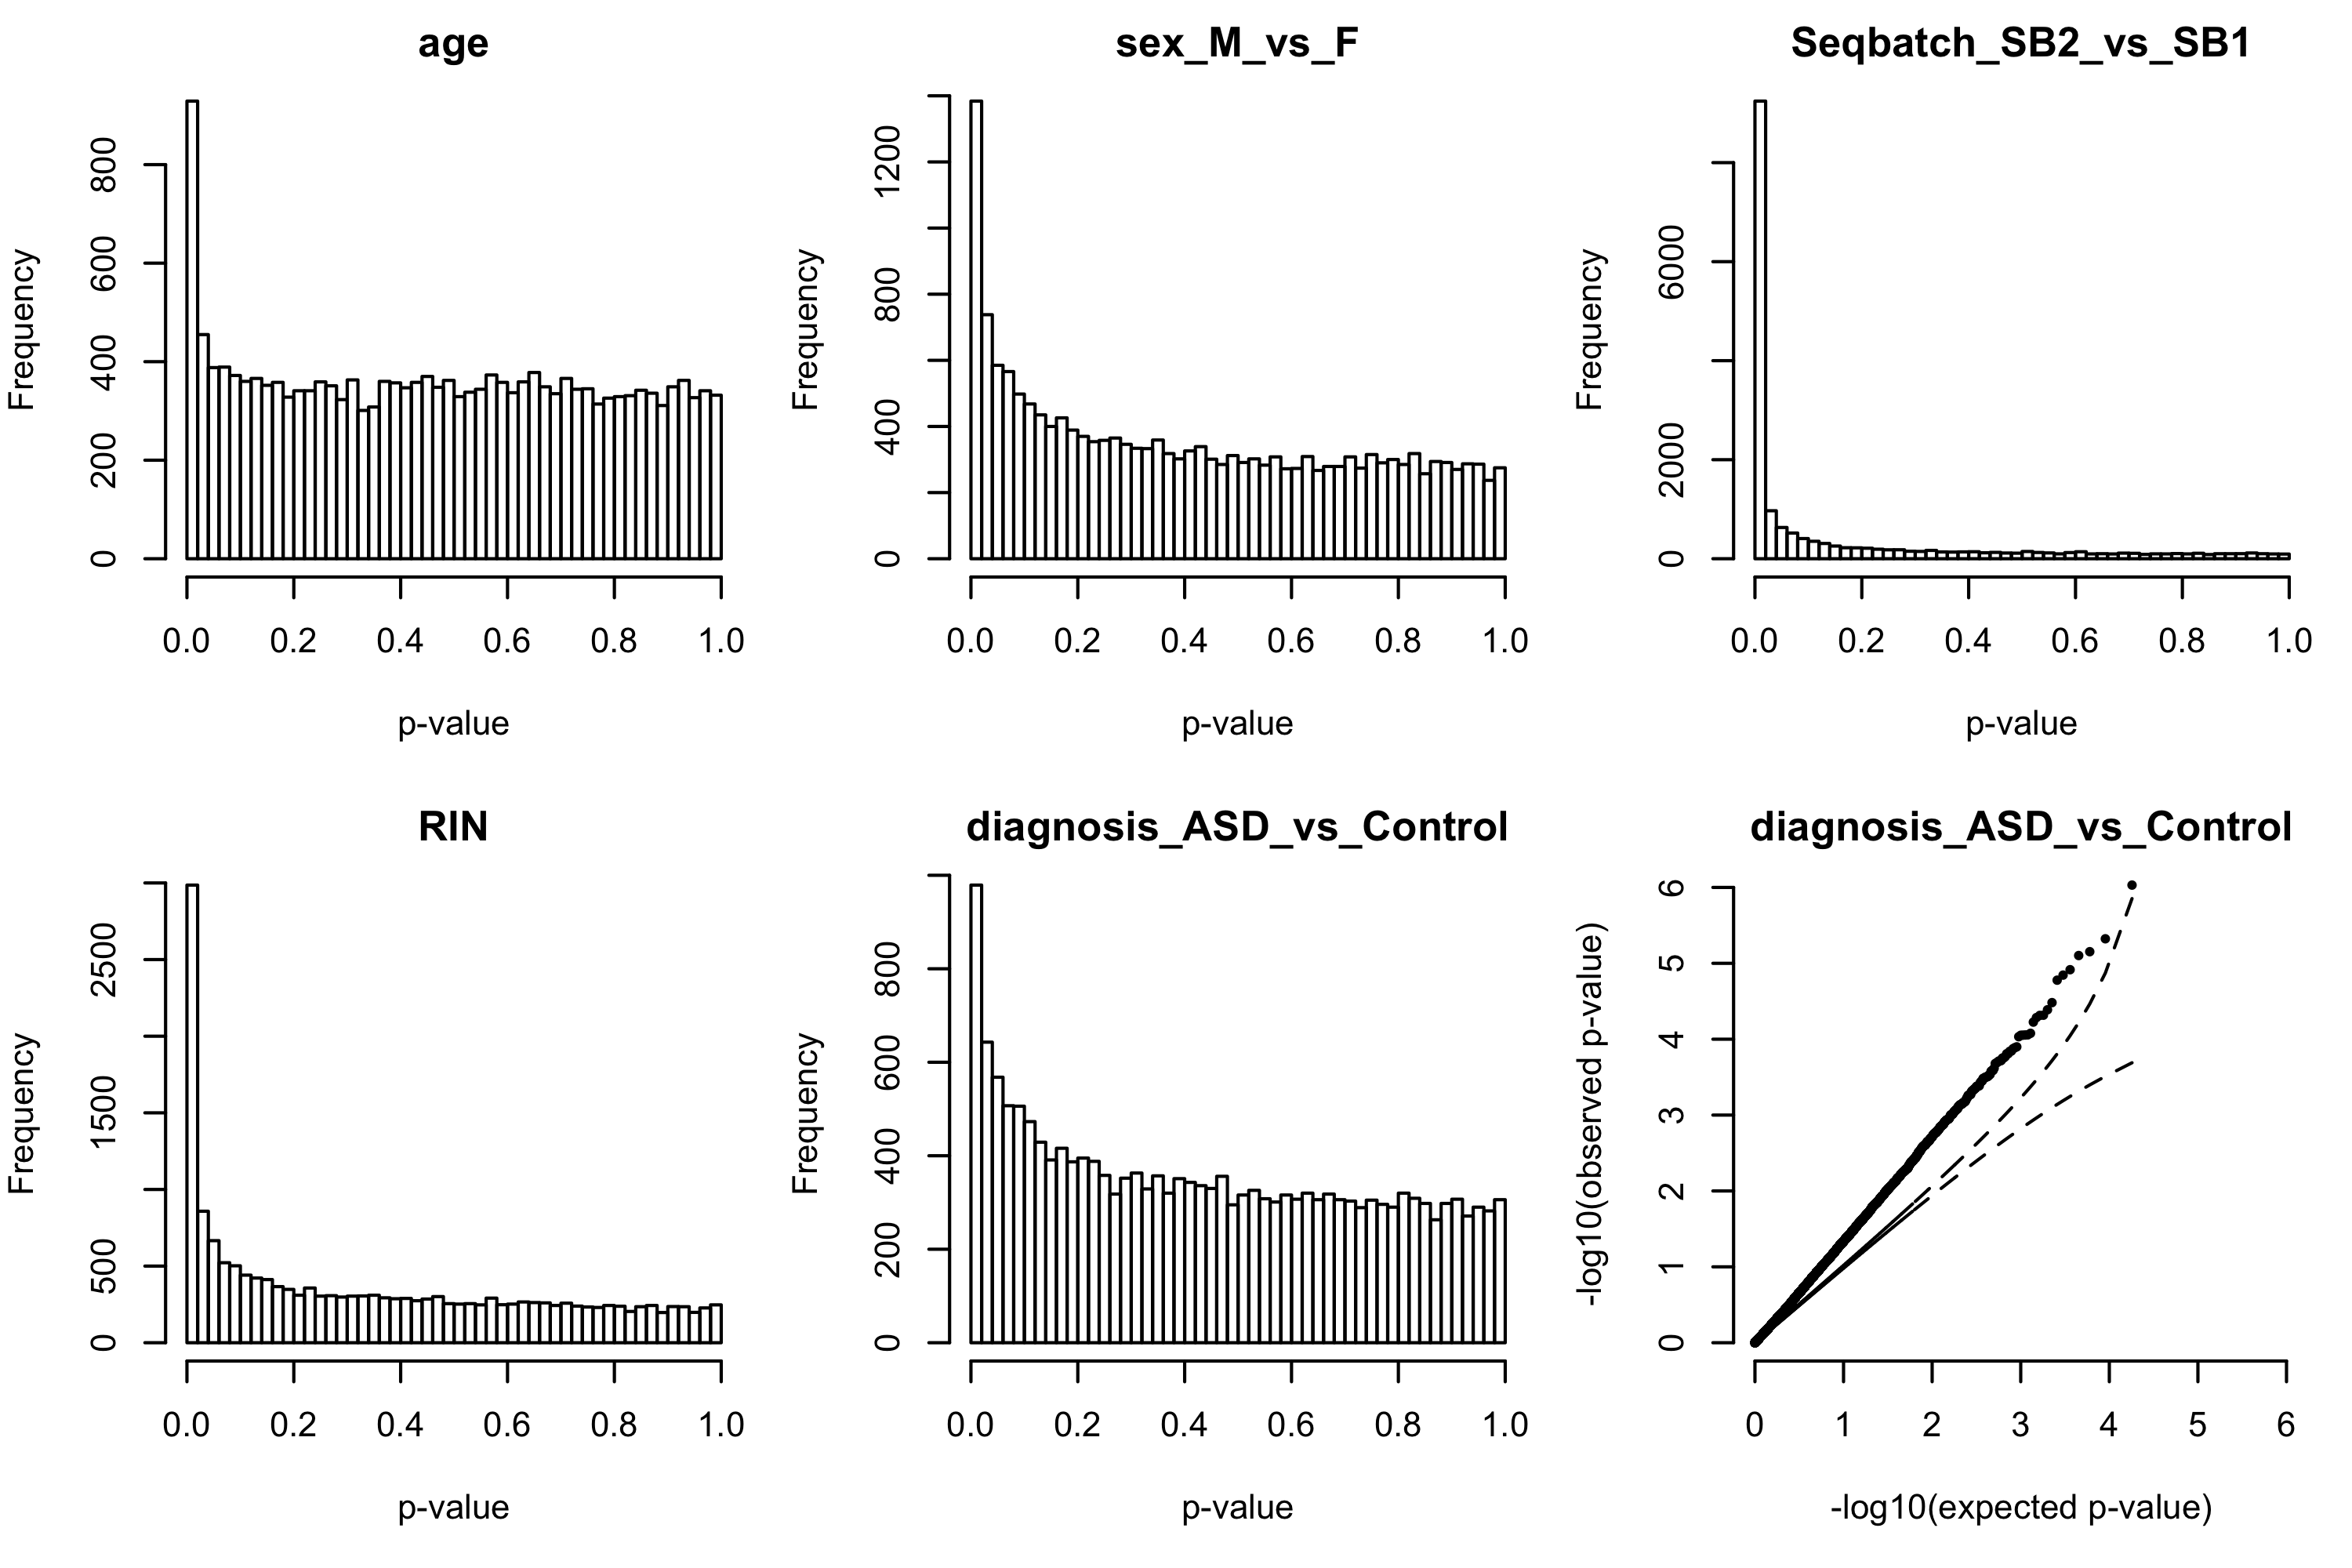 age
Frequency
0 200 400 600 800
0.0 0.2 0.4 0.6 0.8 1.0
p-value
sex_M_vs_F
Frequency
0 400 800 1200
0.0 0.2 0.4 0.6 0.8 1.0
p-value
Seqbatch_SB2_vs_SB1
Frequency
0 2000 6000
0.0 0.2 0.4 0.6 0.8 1.0
p-value
RIN
Frequency
0 500 1500 2500
0.0 0.2 0.4 0.6 0.8 1.0
p-value
diagnosis_ASD_vs_Control
Frequency
0 200 400 600 800
0.0 0.2 0.4 0.6 0.8 1.0
p-value
diagnosis_ASD_vs_Control
-log10(observed p-value)
0 1 2 3 4 5 6
0 1 2 3 4 5 6
-log10(expected p-value)